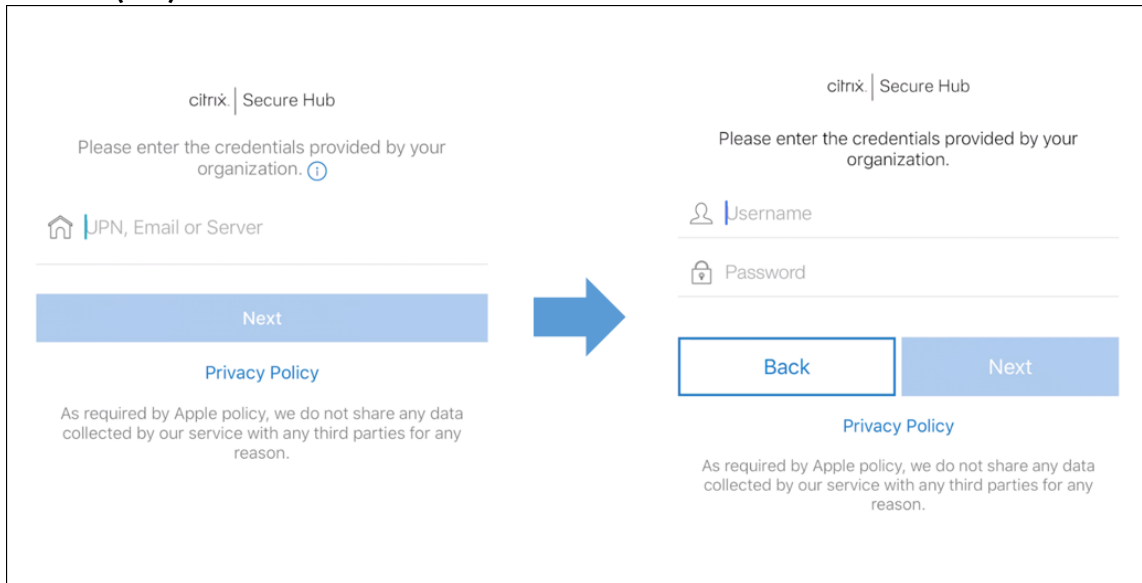 citrix. | Secure Hub
Please enter the credentials provided by your
organization.
UPN, Email or Server
Next
Privacy Policy
As required by Apple policy, we do not share any data
collected by our service with any third parties for any
reason.
citrix. | Secure Hub
Please enter the credentials provided by your
organization.
Username
Password
Back Next
Privacy Policy
As required by Apple policy, we do not share any data
collected by our service with any third parties for any
reason.